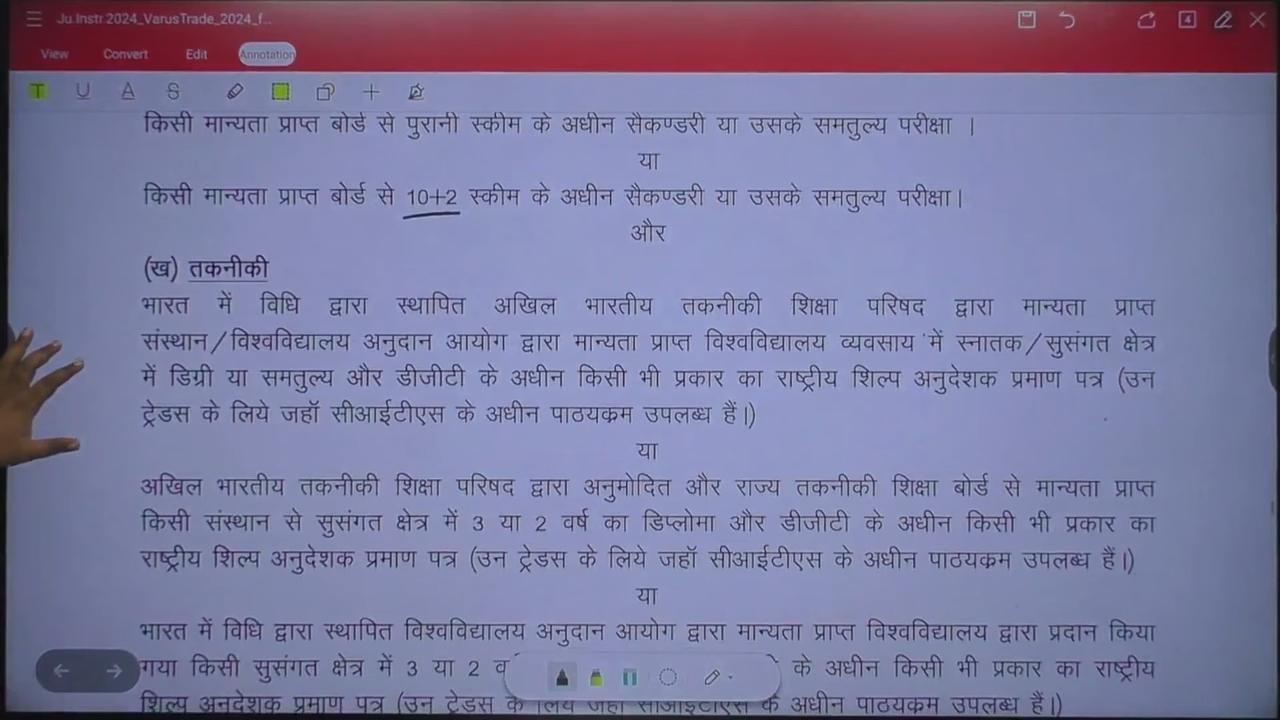 Ju.Instr.2024_VarusTrade_2024_f...
4
View Convert Edit Annotation
T U A S
किसी मान्यता प्राप्त बोर्ड से पुरानी स्कीम के अधीन सैकण्डरी या उसके समतुल्य परीक्षा ।
या
किसी मान्यता प्राप्त बोर्ड से 10+2 स्कीम के अधीन सैकण्डरी या उसके समतुल्य परीक्षा।
और
(ख) तकनीकी
भारत में विधि द्वारा स्थापित अखिल भारतीय तकनीकी शिक्षा परिषद द्वारा मान्यता प्राप्त
संस्थान/विश्वविद्यालय अनुदान आयोग द्वारा मान्यता प्राप्त विश्वविद्यालय व्यवसाय में स्नातक/सुसंगत क्षेत्र
में डिग्री या समतुल्य और डीजीटी के अधीन किसी भी प्रकार का राष्ट्रीय शिल्प अनुदेशक प्रमाण पत्र (उन
ट्रेडस के लिये जहॉ सीआईटीएस के अधीन पाठयक्रम उपलब्ध हैं।)
या
अखिल भारतीय तकनीकी शिक्षा परिषद द्वारा अनुमोदित और राज्य तकनीकी शिक्षा बोर्ड से मान्यता प्राप्त
किसी संस्थान से सुसंगत क्षेत्र में 3 या 2 वर्ष का डिप्लोमा और डीजीटी के अधीन किसी भी प्रकार का
राष्ट्रीय शिल्प अनुदेशक प्रमाण पत्र (उन ट्रेडस के लिये जहॉ सीआईटीएस के अधीन पाठयक्रम उपलब्ध हैं।)
या
भारत में विधि द्वारा स्थापित विश्वविद्यालय अनुदान आयोग द्वारा मान्यता प्राप्त विश्वविद्यालय द्वारा प्रदान किया
गया किसी सुसंगत क्षेत्र में 3 या 2 के अधीन किसी भी प्रकार का राष्ट्रीय
शिल्प अनुदेशक प्रमाण पत्र (उन ट्रेडस के लिये जहॉ सीआईटीएस के अधीन पाठयक्रम उपलब्ध हैं।)